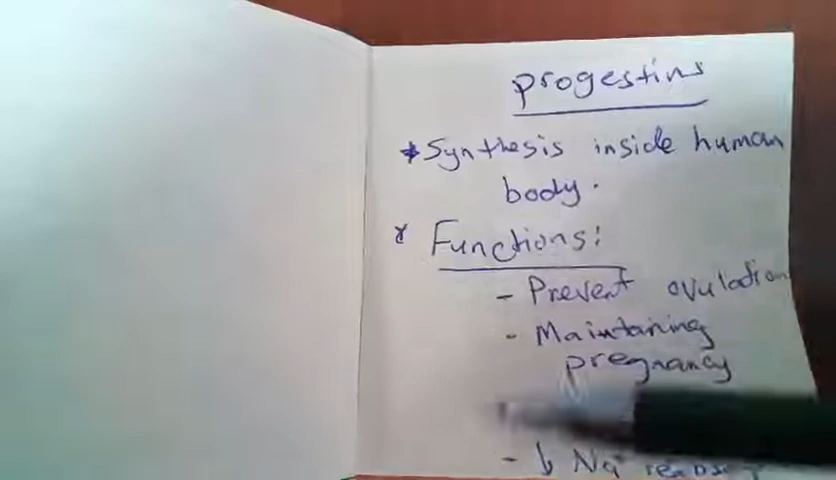 progestins
* Synthesis inside human
body.
* Functions:
- Prevent ovulation
- Maintaining
pregnancy
- ↓ Na